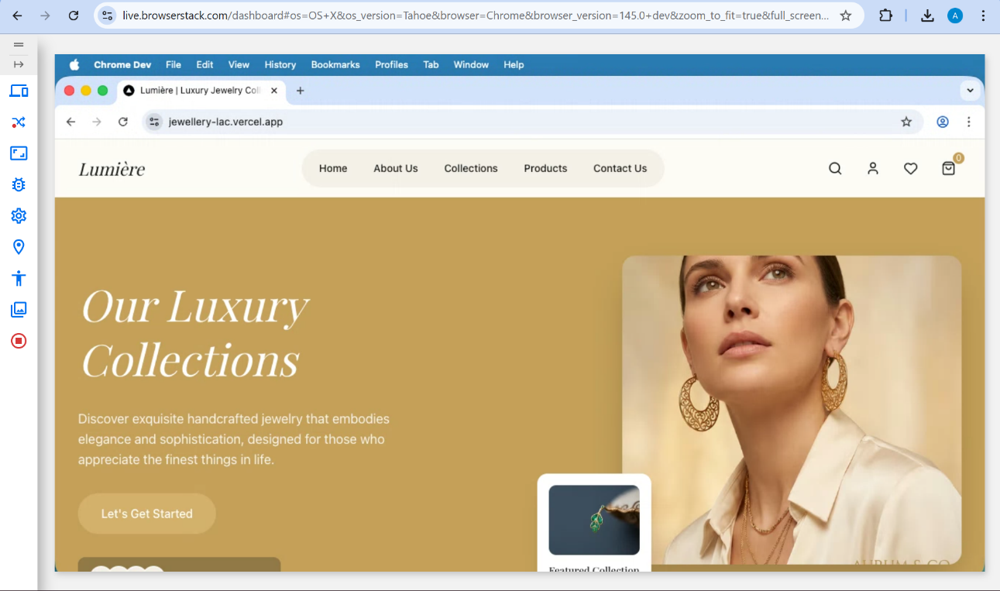 live.browserstack.com/dashboard#os=OS+X&os_version=Tahoe&browser=Chrome&browser_version=145.0+dev&zoom_to_fit=true&full_screen...
A
Chrome Dev File Edit View History Bookmarks Profiles Tab Window Help
Lumière | Luxury Jewelry Coll
jewellery-lac.vercel.app
Lumière
Home About Us Collections Products Contact Us
0
Our Luxury
Collections
Discover exquisite handcrafted jewelry that embodies
elegance and sophistication, designed for those who
appreciate the finest things in life.
Let's Get Started
Featured Collection
AURUM & CO